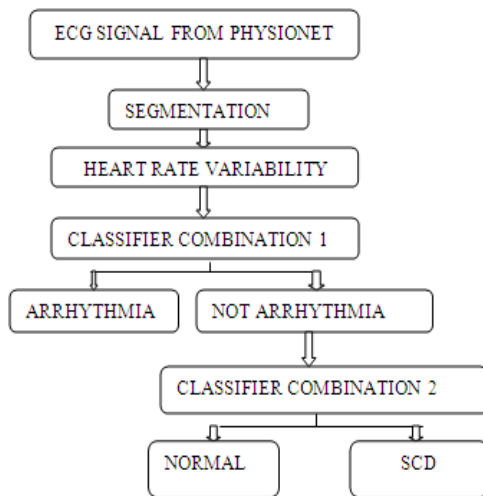 ECG SIGNAL FROM PHYSIONET
SEGMENTATION
HEART RATE VARIABILITY
CLASSIFIER COMBINATION 1
ARRHYTHMIA
NOT ARRHYTHMIA
CLASSIFIER COMBINATION 2
NORMAL
SCD